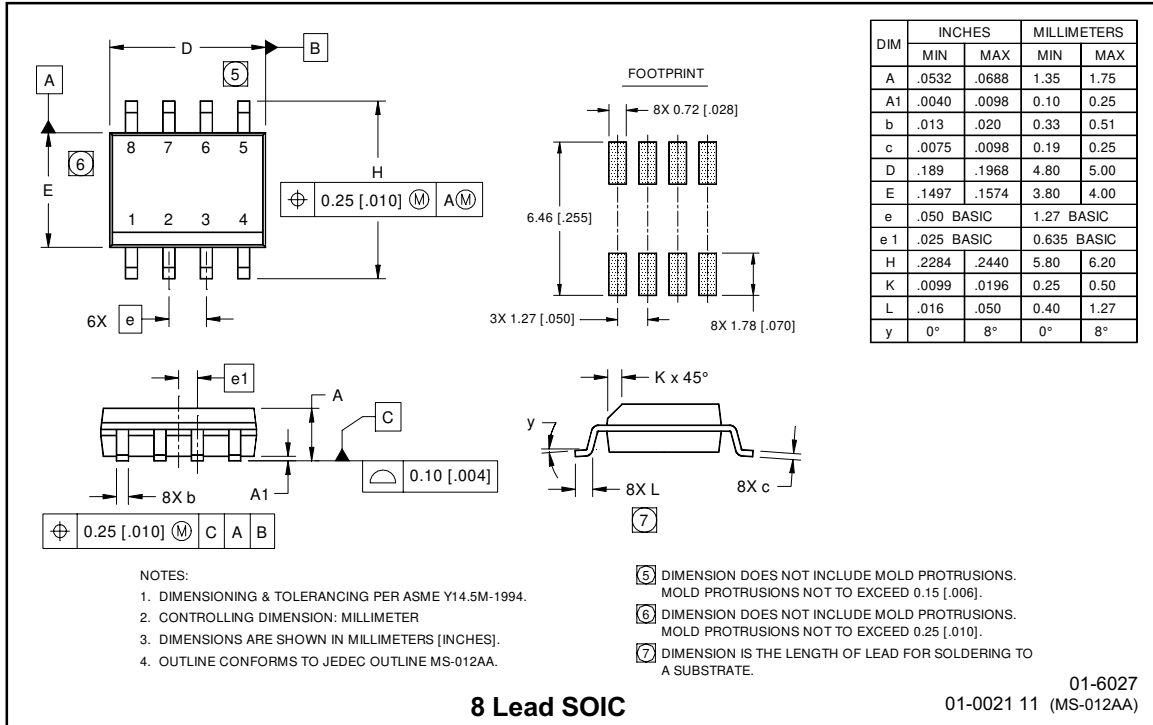 D
B
5
A
8 7 6 5
6
E
H
1 2 3 4
⌖ 0.25 [.010] Ⓜ AⓂ
6X e
FOOTPRINT
8X 0.72 [.028]
6.46 [.255]
3X 1.27 [.050]
8X 1.78 [.070]
DIM INCHES MILLIMETERS
MIN MAX MIN MAX
A .0532 .0688 1.35 1.75
A1 .0040 .0098 0.10 0.25
b .013 .020 0.33 0.51
c .0075 .0098 0.19 0.25
D .189 .1968 4.80 5.00
E .1497 .1574 3.80 4.00
e .050 BASIC 1.27 BASIC
e 1 .025 BASIC 0.635 BASIC
H .2284 .2440 5.80 6.20
K .0099 .0196 0.25 0.50
L .016 .050 0.40 1.27
y 0° 8° 0° 8°
e1
A
C
0.10 [.004]
8X b
A1
⌖ 0.25 [.010] Ⓜ C A B
K x 45°
y
8X L
7
8X c
NOTES:
1. DIMENSIONING & TOLERANCING PER ASME Y14.5M-1994.
2. CONTROLLING DIMENSION: MILLIMETER
3. DIMENSIONS ARE SHOWN IN MILLIMETERS [INCHES].
4. OUTLINE CONFORMS TO JEDEC OUTLINE MS-012AA.
5 DIMENSION DOES NOT INCLUDE MOLD PROTRUSIONS.
MOLD PROTRUSIONS NOT TO EXCEED 0.15 [.006].
6 DIMENSION DOES NOT INCLUDE MOLD PROTRUSIONS.
MOLD PROTRUSIONS NOT TO EXCEED 0.25 [.010].
7 DIMENSION IS THE LENGTH OF LEAD FOR SOLDERING TO
A SUBSTRATE.
8 Lead SOIC
01-6027
01-0021 11 (MS-012AA)